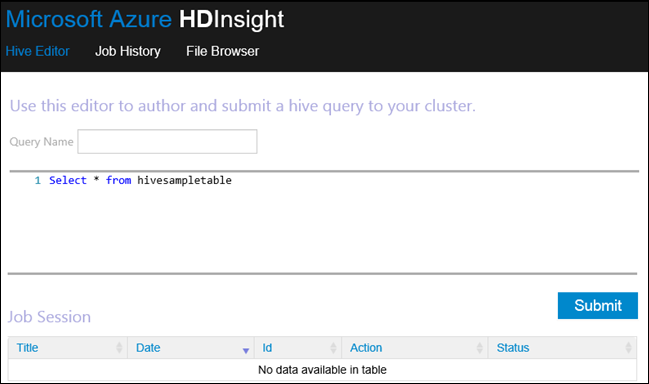 Microsoft Azure HDInsight
Hive Editor Job History File Browser
Use this editor to author and submit a hive query to your cluster.
Query Name
1 Select * from hivesampletable
Submit
Job Session
Title Date Id Action Status
No data available in table